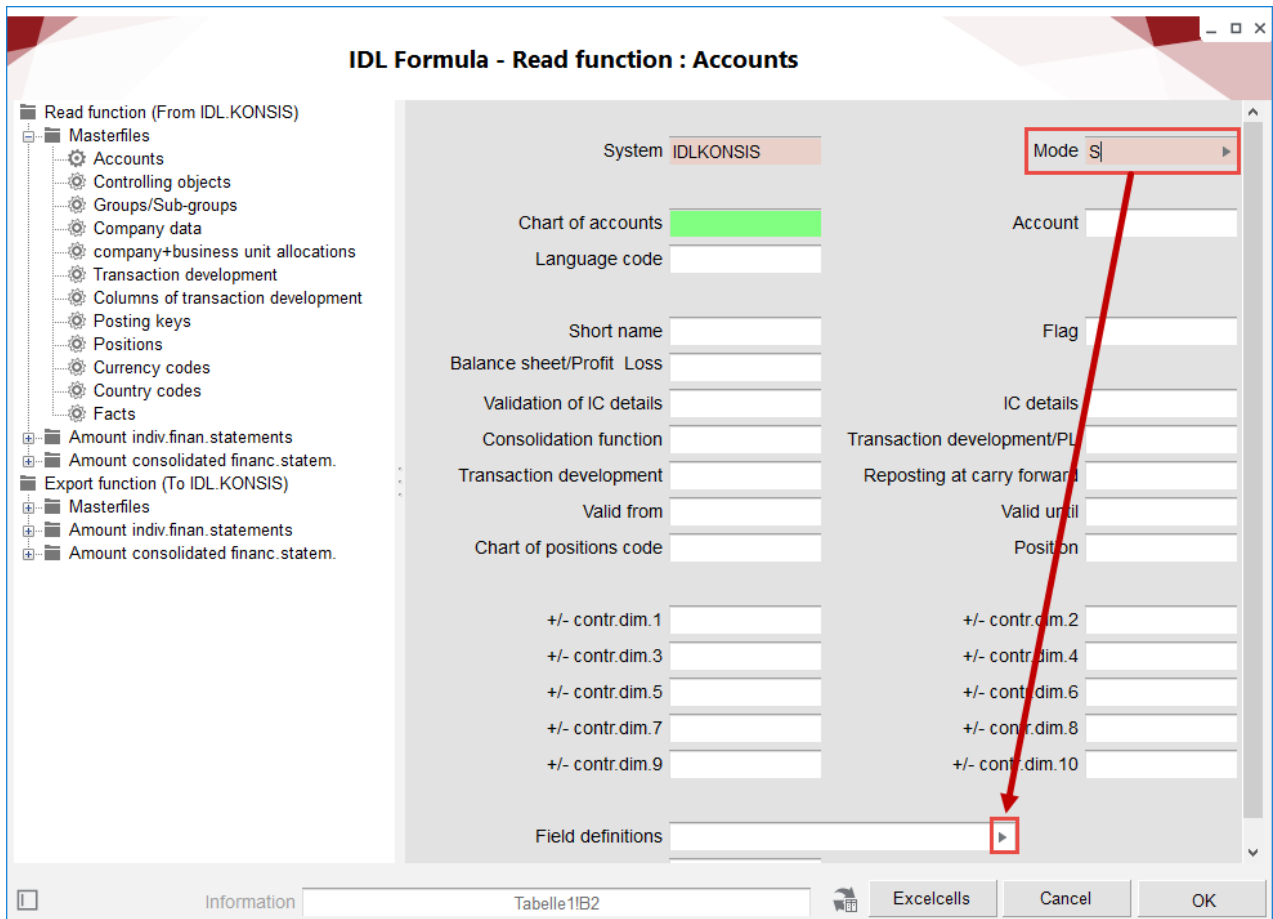 IDL Formula - Read function : Accounts
Read function (From IDL.KONSIS)
Masterfiles
Accounts
Controlling objects
Groups/Sub-groups
Company data
company+business unit allocations
Transaction development
Columns of transaction development
Posting keys
Positions
Currency codes
Country codes
Facts
Amount indiv.finan.statements
Amount consolidated financ.statem.
Export function (To IDL.KONSIS)
Masterfiles
Amount indiv.finan.statements
Amount consolidated financ.statem.
System IDLKONSIS Mode S
Chart of accounts Account
Language code
Short name Flag
Balance sheet/Profit Loss
Validation of IC details IC details
Consolidation function Transaction development/PL
Transaction development Reposting at carry forward
Valid from Valid until
Chart of positions code Position
+/- contr.dim.1 +/- contr.dim.2
+/- contr.dim.3 +/- contr.dim.4
+/- contr.dim.5 +/- contr.dim.6
+/- contr.dim.7 +/- contr.dim.8
+/- contr.dim.9 +/- contr.dim.10
Field definitions
Information Tabelle1!B2 Excelcells Cancel OK